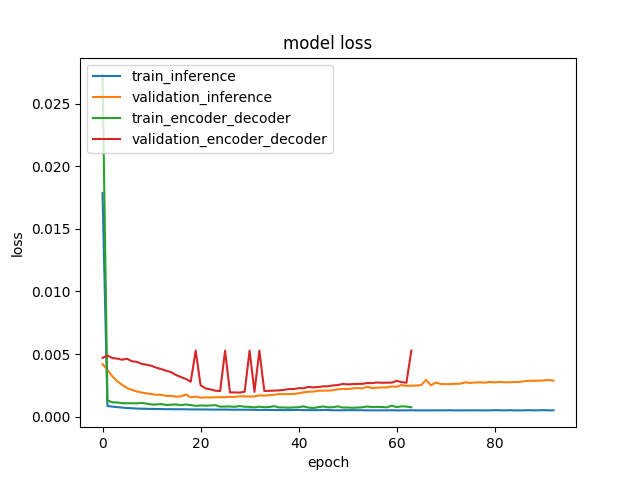 model loss
train_inference
validation_inference
train_encoder_decoder
validation_encoder_decoder
loss
0.025
0.020
0.015
0.010
0.005
0.000
0 20 40 60 80
epoch